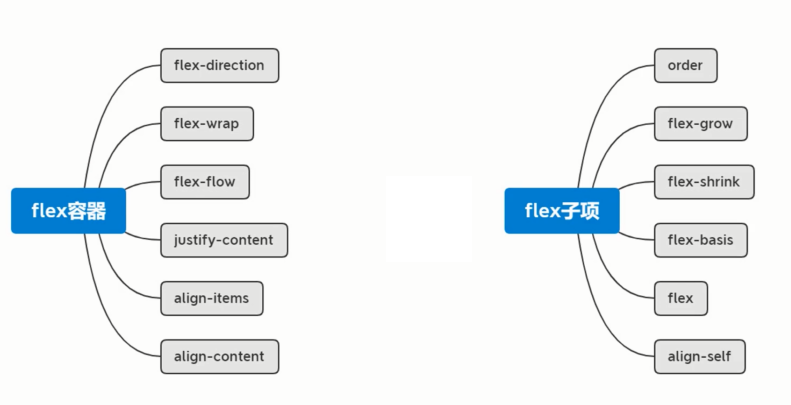 flex容器
flex-direction
flex-wrap
flex-flow
justify-content
align-items
align-content
flex子项
order
flex-grow
flex-shrink
flex-basis
flex
align-self